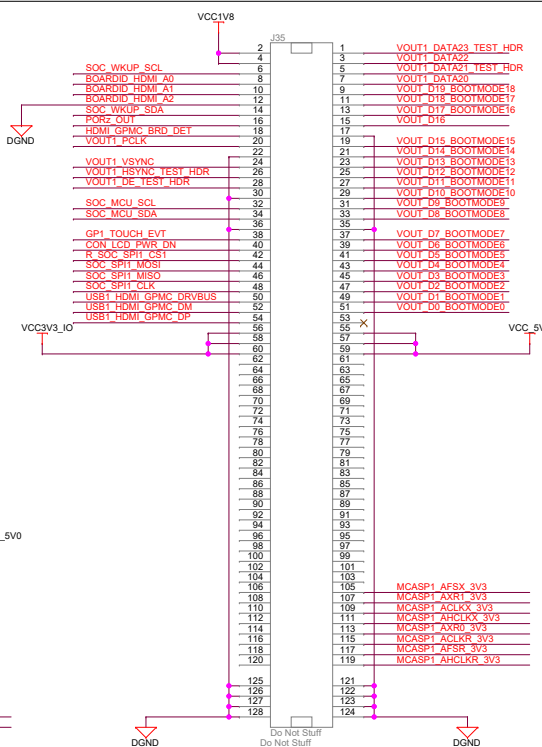 VCC1V8
J35
2 1 VOUT1_DATA23_TEST_HDR
4 3 VOUT1_DATA22
SOC_WKUP_SCL 6 5 VOUT1_DATA21_TEST_HDR
BOARDID_HDMI_A0 8 7 VOUT1_DATA20
BOARDID_HDMI_A1 10 9 VOUT_D19_BOOTMODE18
BOARDID_HDMI_A2 12 11 VOUT_D18_BOOTMODE17
SOC_WKUP_SDA 14 13 VOUT_D17_BOOTMODE16
PORz_OUT 16 15 VOUT_D16
DGND
HDMI_GPMC_BRD_DET 18 17
VOUT1_PCLK 20 19 VOUT_D15_BOOTMODE15
22 21 VOUT_D14_BOOTMODE14
VOUT1_VSYNC 24 23 VOUT_D13_BOOTMODE13
VOUT1_HSYNC_TEST_HDR 26 25 VOUT_D12_BOOTMODE12
VOUT1_DE_TEST_HDR 28 27 VOUT_D11_BOOTMODE11
30 29 VOUT_D10_BOOTMODE10
SOC_MCU_SCL 32 31 VOUT_D9_BOOTMODE9
SOC_MCU_SDA 34 33 VOUT_D8_BOOTMODE8
36 35
GP1_TOUCH_EVT 38 37 VOUT_D7_BOOTMODE7
CON_LCD_PWR_DN 40 39 VOUT_D6_BOOTMODE6
R_SOC_SPI1_CS1 42 41 VOUT_D5_BOOTMODE5
SOC_SPI1_MOSI 44 43 VOUT_D4_BOOTMODE4
SOC_SPI1_MISO 46 45 VOUT_D3_BOOTMODE3
SOC_SPI1_CLK 48 47 VOUT_D2_BOOTMODE2
USB1_HDMI_GPMC_DRVBUS 50 49 VOUT_D1_BOOTMODE1
USB1_HDMI_GPMC_DM 52 51 VOUT_D0_BOOTMODE0
USB1_HDMI_GPMC_DP 54 53
VCC3V3_IO 56 55 VCC_5V
58 57
60 59
62 61
64 63
66 65
68 67
70 69
72 71
74 73
76 75
78 77
80 79
82 81
84 83
86 85
88 87
90 89
92 91
94 93
96 95
_5V0
98 97
100 99
102 101
104 103
106 105 MCASP1_AFSX_3V3
108 107 MCASP1_AXR1_3V3
110 109 MCASP1_ACLKX_3V3
112 111 MCASP1_AHCLKX_3V3
114 113 MCASP1_AXR0_3V3
116 115 MCASP1_ACLKR_3V3
118 117 MCASP1_AFSR_3V3
120 119 MCASP1_AHCLKR_3V3
125 121
126 122
127 123
128 124
Do Not Stuff
Do Not Stuff
DGND DGND